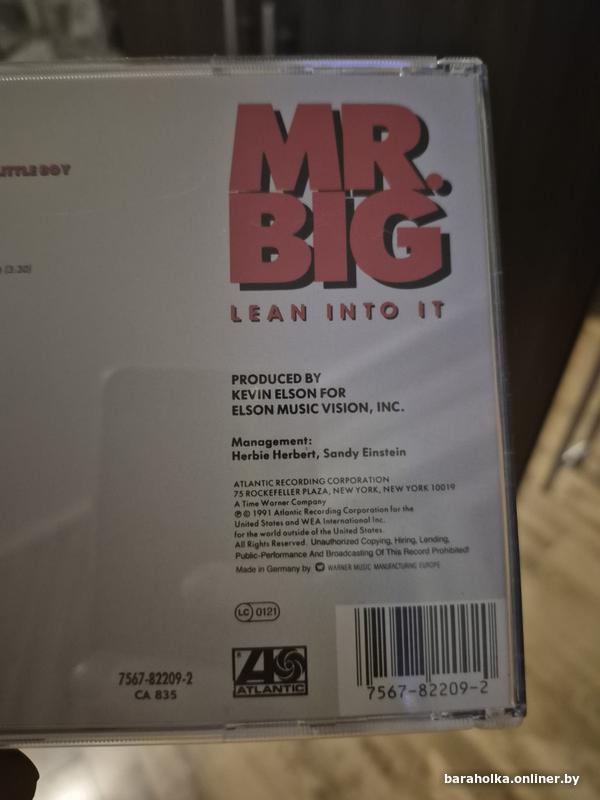 LITTLE BOY
(3.30)
MR.
BIG
LEAN INTO IT
PRODUCED BY
KEVIN ELSON FOR
ELSON MUSIC VISION, INC.
Management:
Herbie Herbert, Sandy Einstein
ATLANTIC RECORDING CORPORATION
75 ROCKEFELLER PLAZA, NEW YORK, NEW YORK 10019
A Time Warner Company
℗ © 1991 Atlantic Recording Corporation for the
United States and WEA International Inc.
for the world outside of the United States.
All Rights Reserved. Unauthorized Copying, Hiring, Lending,
Public-Performance And Broadcasting Of This Record Prohibited!
Made in Germany by WARNER MUSIC MANUFACTURING EUROPE
LC 0121
ATLANTIC
7567-82209-2
CA 835
7567-82209-2
baraholka.onliner.by